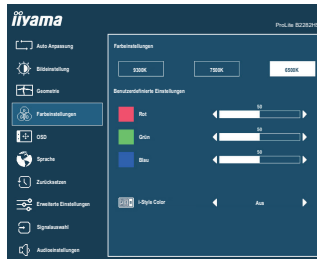 iiyama
ProLite B2282H
Auto Anpassung
Bildeinstellung
Geometrie
Farbeinstellungen
OSD
Sprache
Zurücksetzen
Erweiterte Einstellungen
Signalauswahl
Audioeinstellungen
Farbeinstellungen
9300K 7500K 6500K
Benutzerdefinierte Einstellungen
Rot 50
Grün 50
Blau 50
i-Style Color Aus